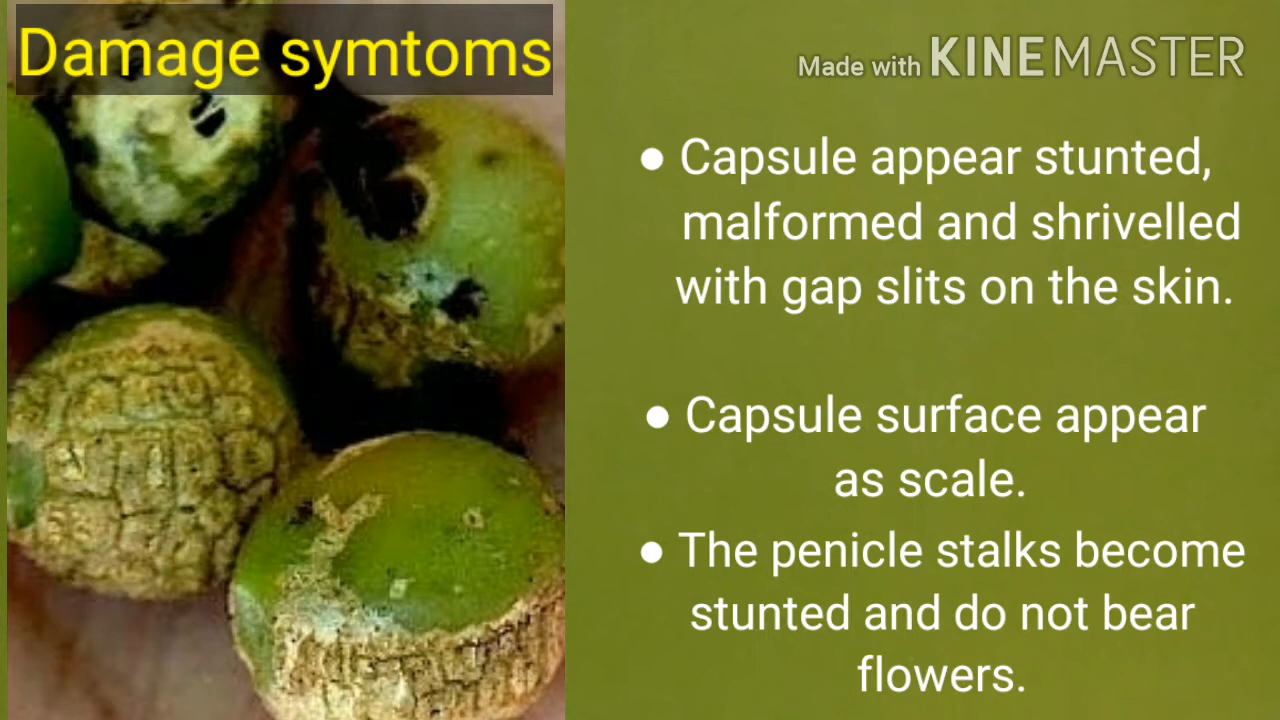 Damage symtoms
Made with KINEMASTER
● Capsule appear stunted,
malformed and shrivelled
with gap slits on the skin.
● Capsule surface appear
as scale.
● The penicle stalks become
stunted and do not bear
flowers.